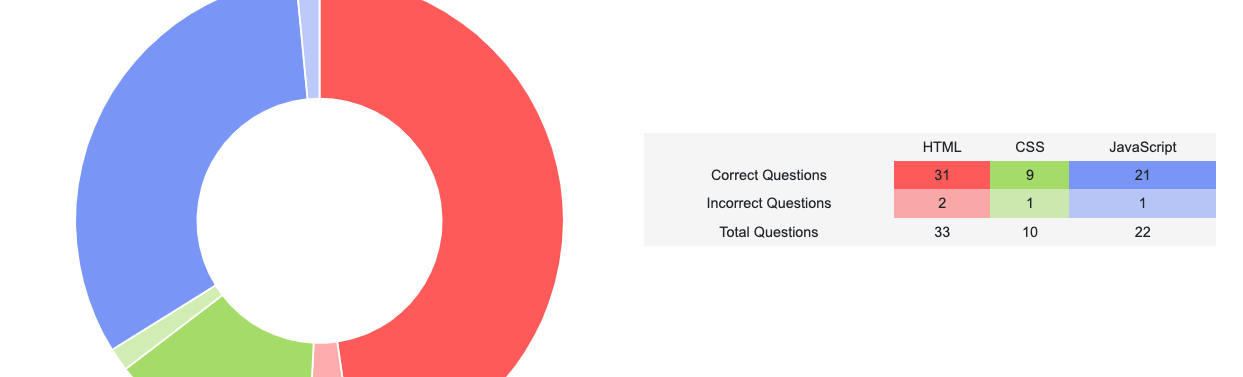 HTML CSS JavaScript
Correct Questions 31 9 21
Incorrect Questions 2 1 1
Total Questions 33 10 22